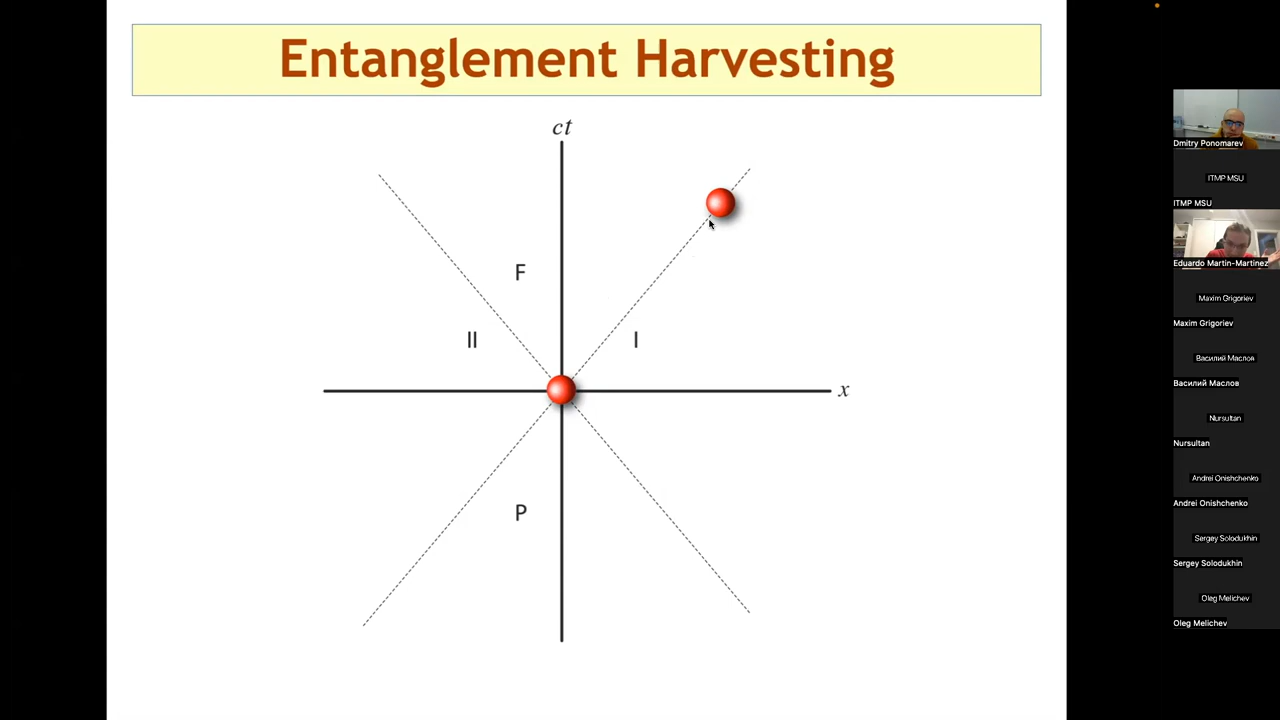 Entanglement Harvesting
ct
F
II
I
x
P
Dmitry Ponomarev
ITMP MSU
ITMP MSU
Eduardo Martin-Martinez
Maxim Grigoriev
Maxim Grigoriev
Василий Маслов
Василий Маслов
Nursultan
Nursultan
Andrei Onishchenko
Andrei Onishchenko
Sergey Solodukhin
Sergey Solodukhin
Oleg Melichev
Oleg Melichev